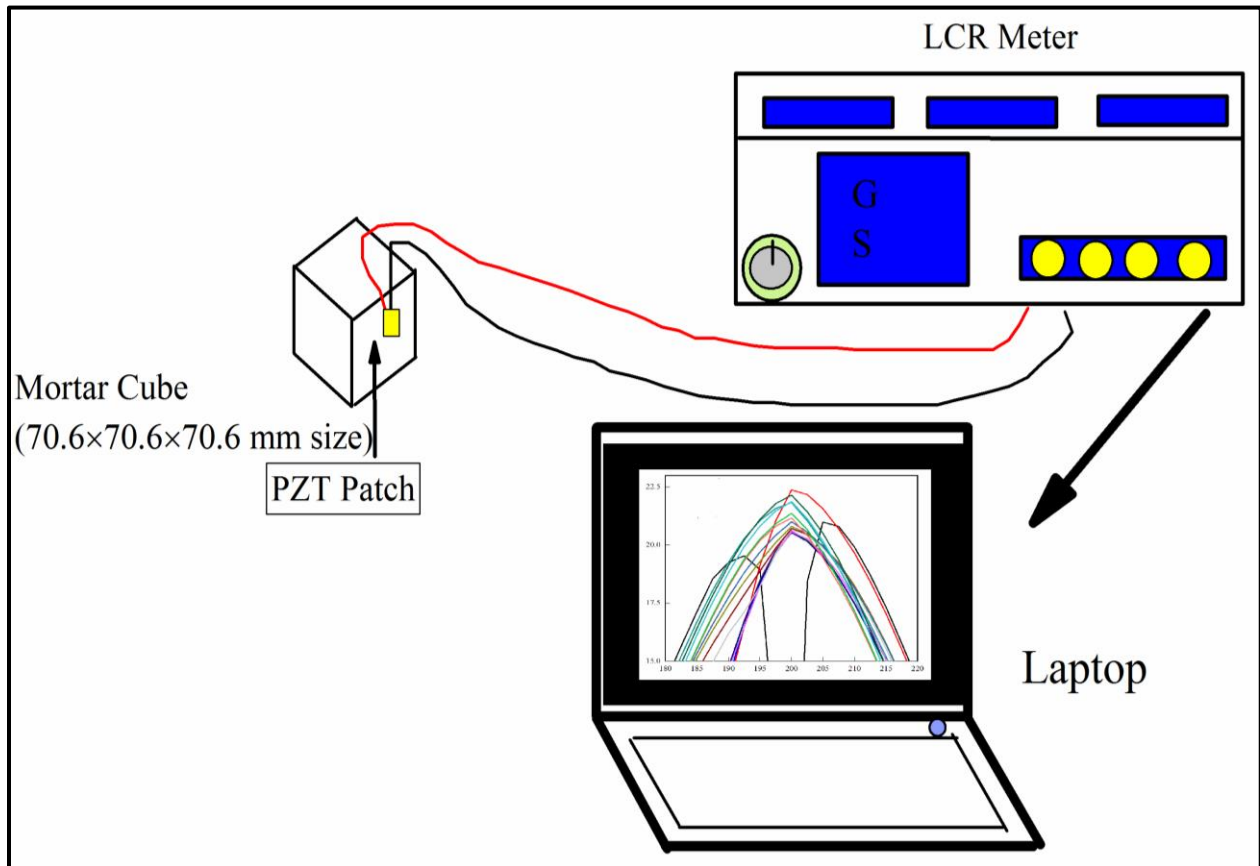 LCR Meter
G
S
Mortar Cube
(70.6×70.6×70.6 mm size)
PZT Patch
22.5
20.0
17.5
15.0
180 185 190 195 200 205 210 215 220
Laptop